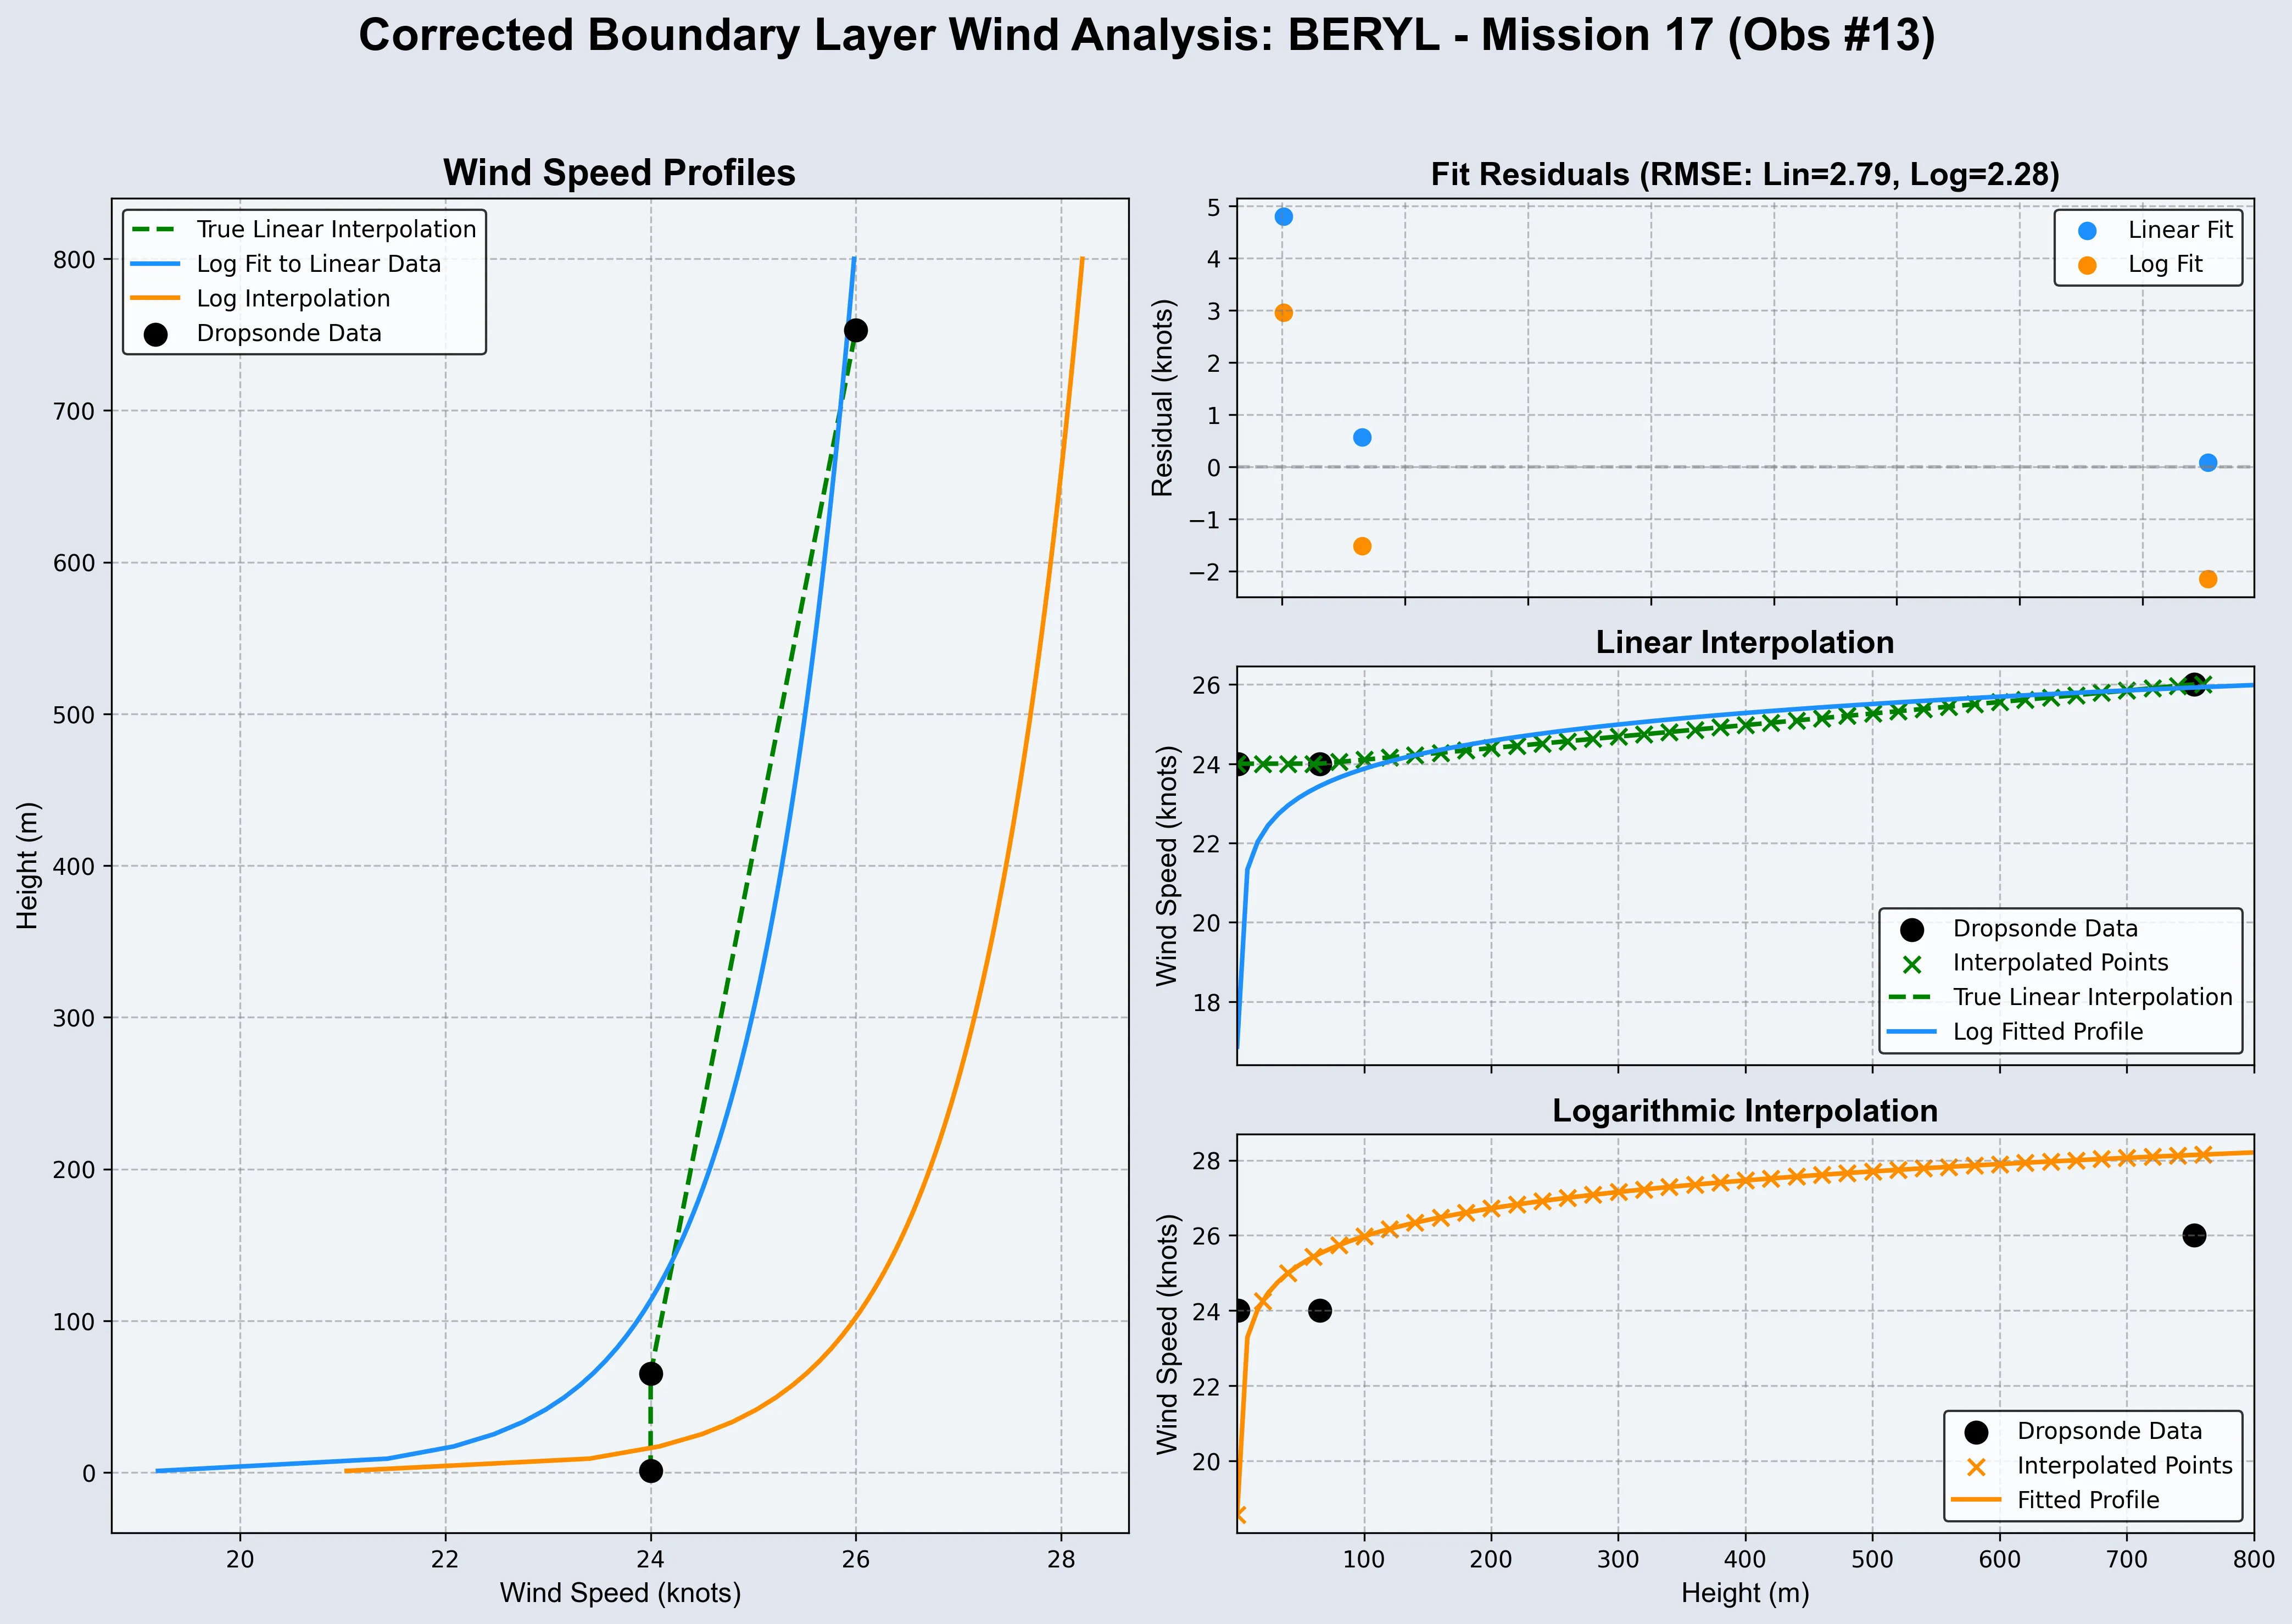 Corrected Boundary Layer Wind Analysis: BERYL - Mission 17 (Obs #13)
Wind Speed Profiles
True Linear Interpolation
Log Fit to Linear Data
Log Interpolation
Dropsonde Data
800
700
600
500
400
300
200
100
0
Height (m)
20 22 24 26 28
Wind Speed (knots)
Fit Residuals (RMSE: Lin=2.79, Log=2.28)
Linear Fit
Log Fit
5
4
3
2
1
0
−1
−2
Residual (knots)
Linear Interpolation
26
24
22
20
18
Wind Speed (knots)
Dropsonde Data
Interpolated Points
True Linear Interpolation
Log Fitted Profile
Logarithmic Interpolation
28
26
24
22
20
Wind Speed (knots)
Dropsonde Data
Interpolated Points
Fitted Profile
100 200 300 400 500 600 700 800
Height (m)